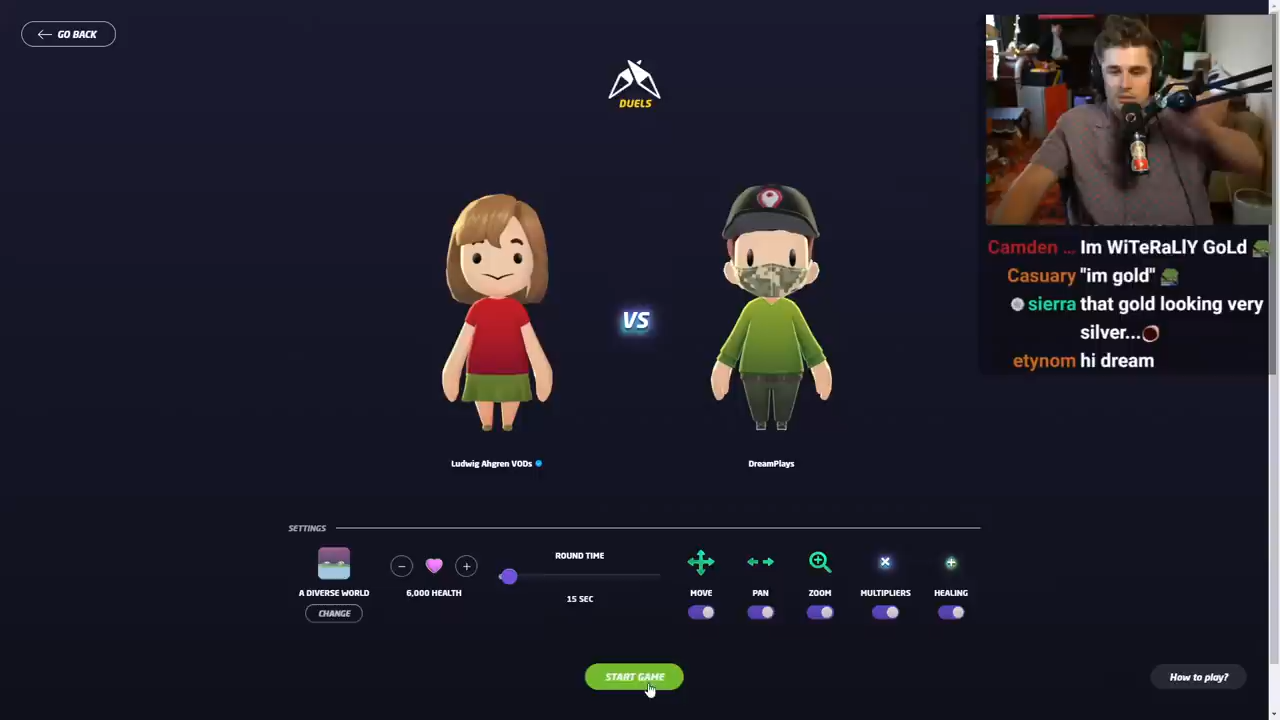 GO BACK
DUELS
VS
Ludwig Ahgren VODs
DreamPlays
SETTINGS
A DIVERSE WORLD
CHANGE
6,000 HEALTH
ROUND TIME
15 SEC
MOVE
PAN
ZOOM
MULTIPLIERS
HEALING
START GAME
How to play?
Camden ... Im WiTeRaLlY GoLd
Casuary "im gold"
sierra that gold looking very
silver...
etynom hi dream